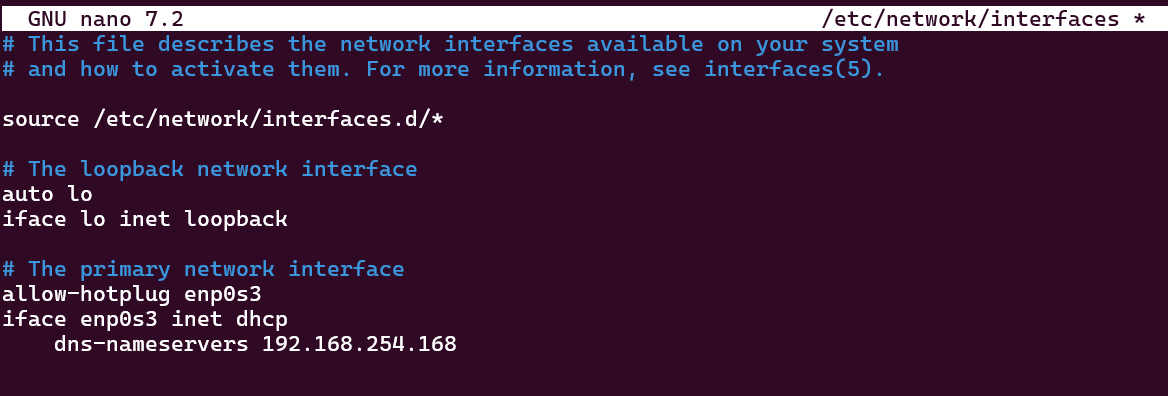 GNU nano 7.2 /etc/network/interfaces *
# This file describes the network interfaces available on your system
# and how to activate them. For more information, see interfaces(5).
source /etc/network/interfaces.d/*
# The loopback network interface
auto lo
iface lo inet loopback
# The primary network interface
allow-hotplug enp0s3
iface enp0s3 inet dhcp
    dns-nameservers 192.168.254.168